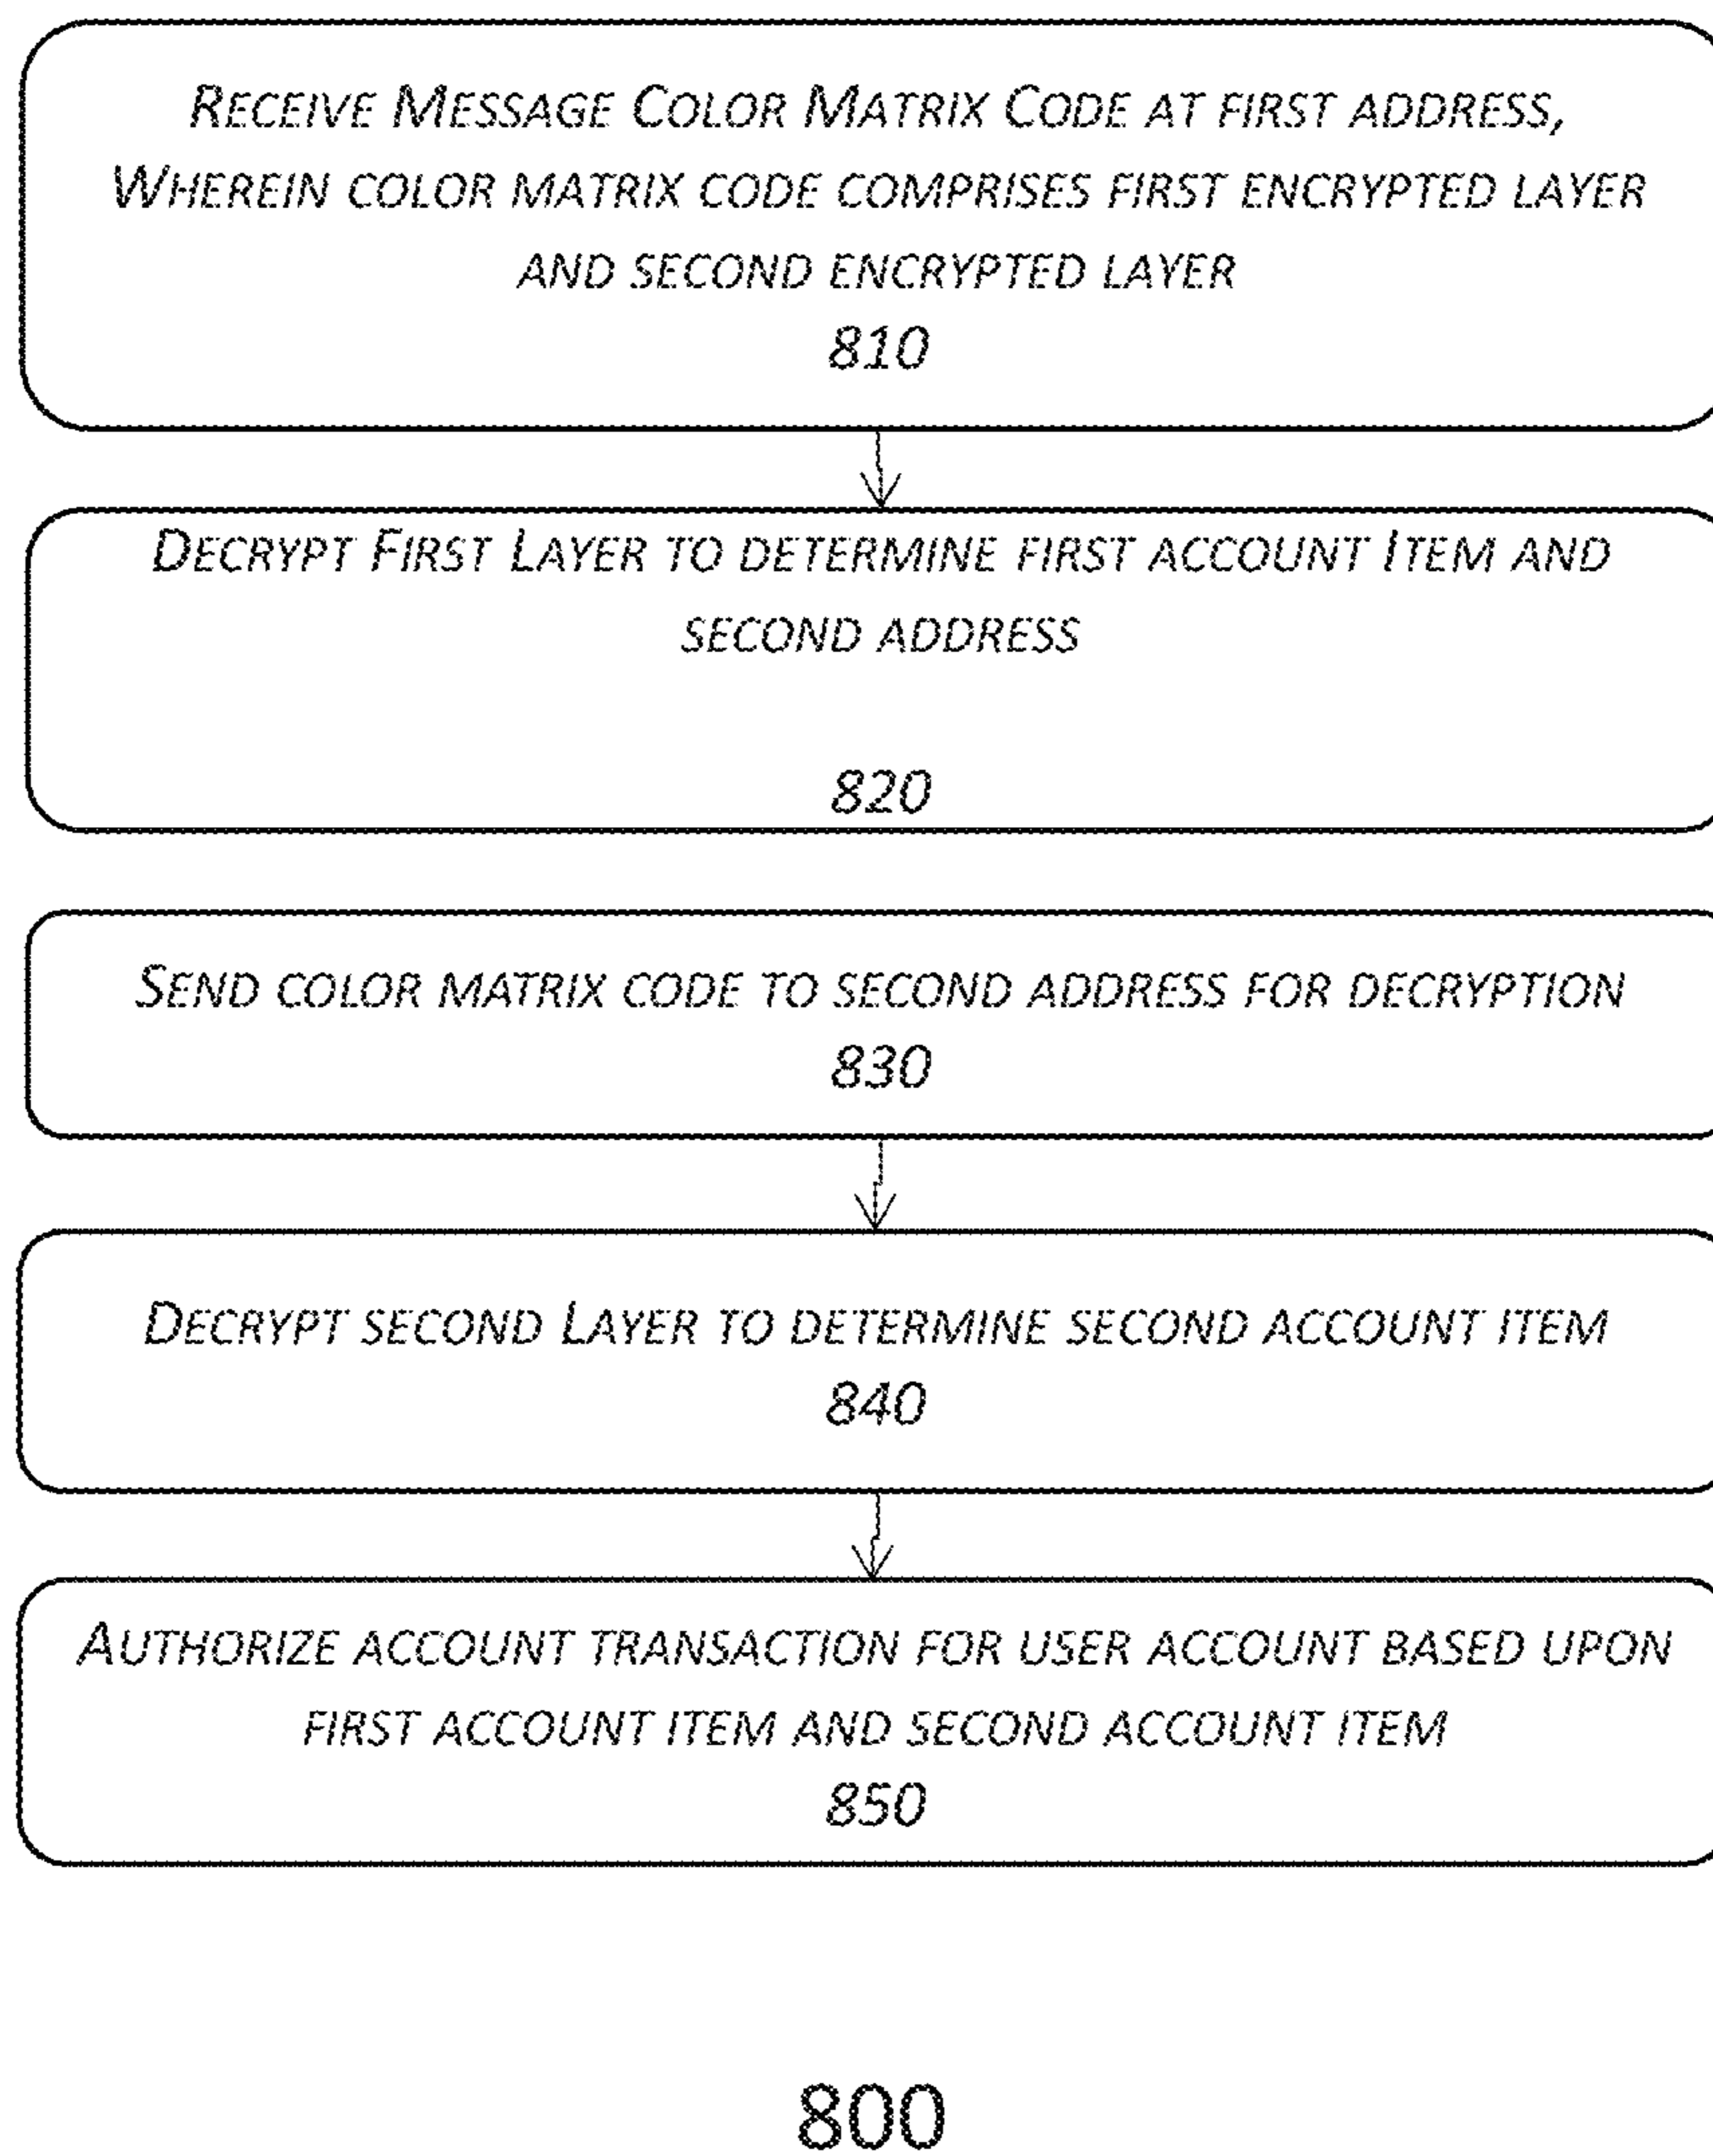 RECEIVE MESSAGE COLOR MATRIX CODE AT FIRST ADDRESS,
WHEREIN COLOR MATRIX CODE COMPRISES FIRST ENCRYPTED LAYER
AND SECOND ENCRYPTED LAYER
810
DECRYPT FIRST LAYER TO DETERMINE FIRST ACCOUNT ITEM AND
SECOND ADDRESS
820
SEND COLOR MATRIX CODE TO SECOND ADDRESS FOR DECRYPTION
830
DECRYPT SECOND LAYER TO DETERMINE SECOND ACCOUNT ITEM
840
AUTHORIZE ACCOUNT TRANSACTION FOR USER ACCOUNT BASED UPON
FIRST ACCOUNT ITEM AND SECOND ACCOUNT ITEM
850
800